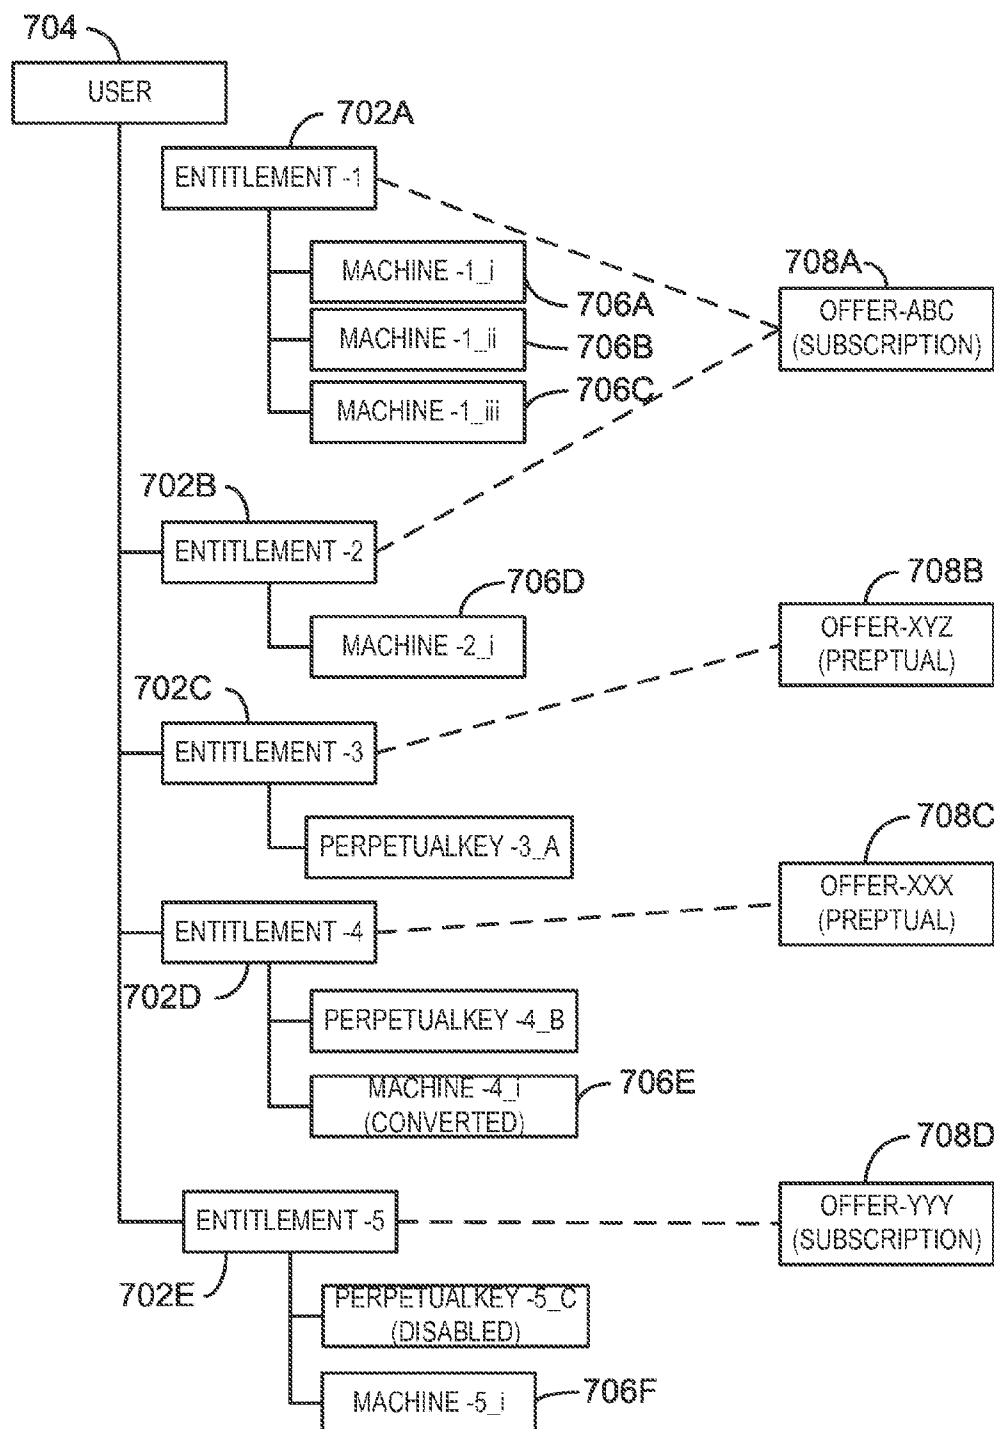 704
USER
702A
ENTITLEMENT -1
MACHINE -1_i
706A
MACHINE -1_ii
706B
MACHINE -1_iii
706C
708A
OFFER-ABC
(SUBSCRIPTION)
702B
ENTITLEMENT -2
706D
MACHINE -2_i
708B
OFFER-XYZ
(PREPTUAL)
702C
ENTITLEMENT -3
PERPETUALKEY -3_A
708C
OFFER-XXX
(PREPTUAL)
ENTITLEMENT -4
702D
PERPETUALKEY -4_B
MACHINE -4_i
(CONVERTED)
706E
708D
OFFER-YYY
(SUBSCRIPTION)
ENTITLEMENT -5
702E
PERPETUALKEY -5_C
(DISABLED)
MACHINE -5_i
706F